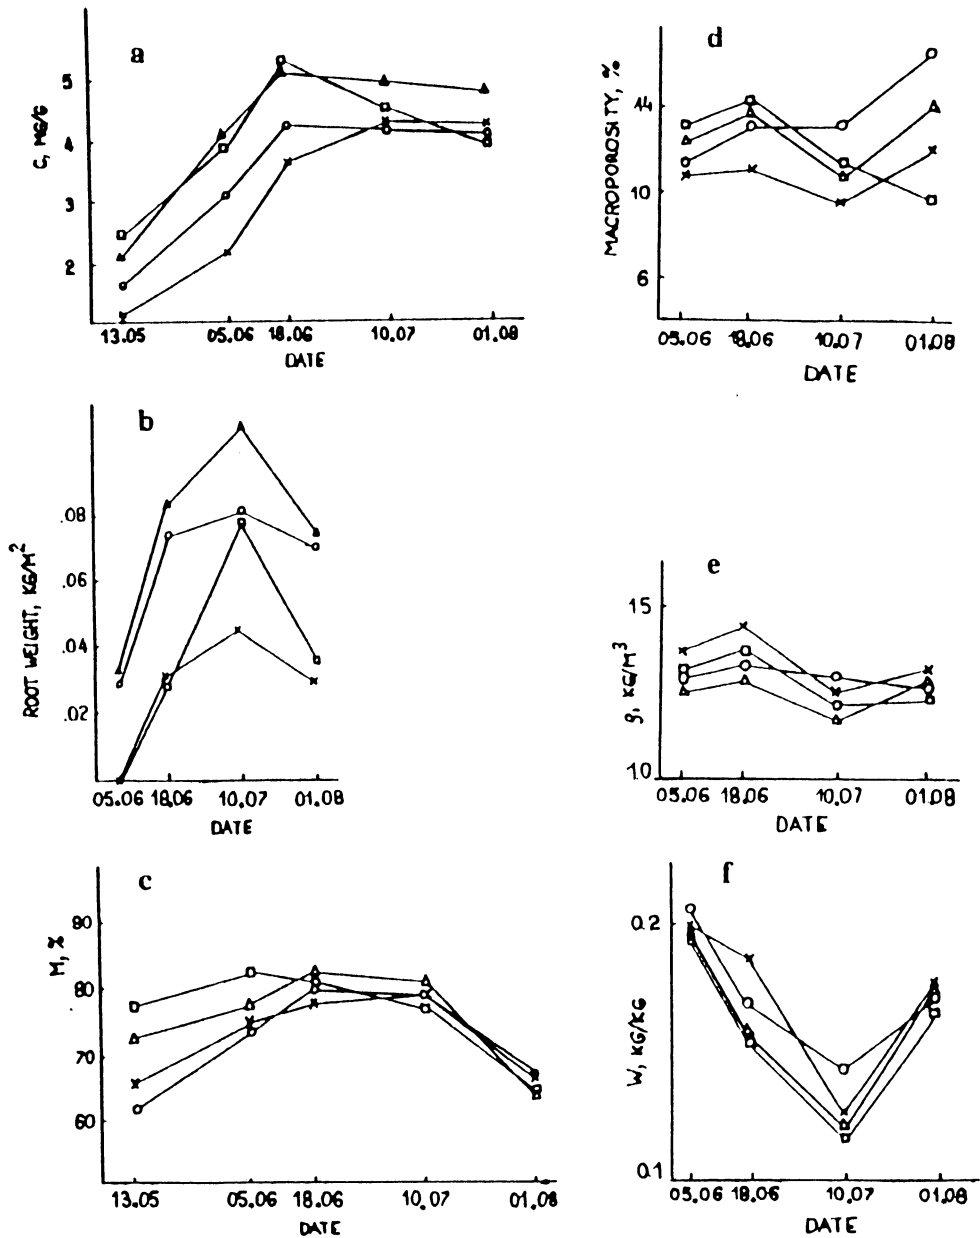 a
5
4
3
2
C, MG/G
13.05 05.06 18.06 10.07 01.08
DATE
b
.08
.06
.04
.02
ROOT WEIGHT, KG/M²
05.06 18.06 10.07 01.08
DATE
c
90
80
70
60
M, %
13.05 05.06 18.06 10.07 01.08
DATE
d
14
10
6
MACROPOROSITY, %
05.06 18.06 10.07 01.08
DATE
e
15
10
ρ, KG/M³
05.06 18.06 10.07 01.08
DATE
f
0.2
0.1
W, KG/KG
05.06 18.06 10.07 01.08
DATE